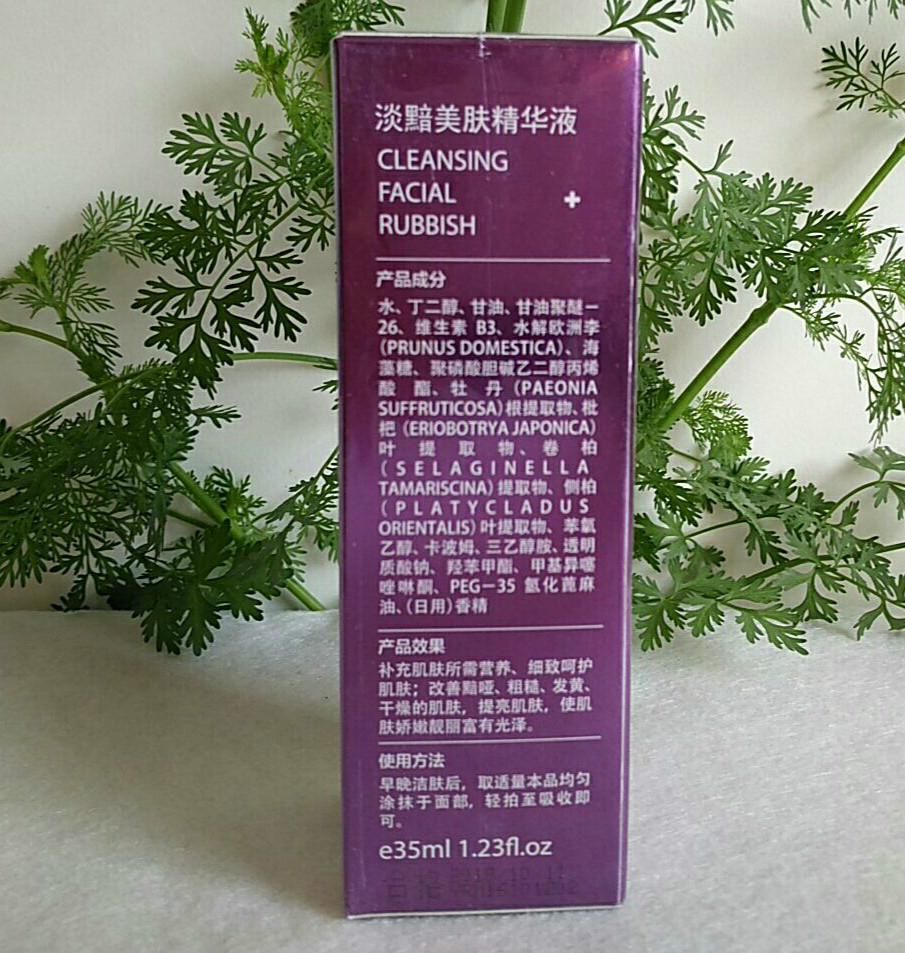 淡黯美肤精华液
CLEANSING
FACIAL
RUBBISH
产品成分
水、丁二醇、甘油、甘油聚醚一
26、维生素 B3、水解欧洲李
(PRUNUS DOMESTICA)、海
藻糖、聚磷酸胆碱乙二醇丙烯
酸 酯、牡 丹 (PAEONIA
SUFFRUTICOSA)根提取物、枇
杷 (ERIOBOTRYA JAPONICA)
叶 提 取 物、卷 柏
(SELAGINELLA
TAMARISCINA) 提取物、侧柏
(PLATYCLADUS
ORIENTALIS) 叶提取物、苯氧
乙醇、卡波姆、三乙醇胺、透明
质酸钠、羟苯甲酯、甲基异噻
唑啉酮、PEG一35 氢化蓖麻
油、(日用)香精
产品效果
补充肌肤所需营养、细致呵护
肌肤；改善黯哑、粗糙、发黄、
干燥的肌肤，提亮肌肤，使肌
肤娇嫩靓丽富有光泽。
使用方法
早晚洁肤后，取适量本品均匀
涂抹于面部，轻拍至吸收即
可。
e35ml 1.23fl.oz